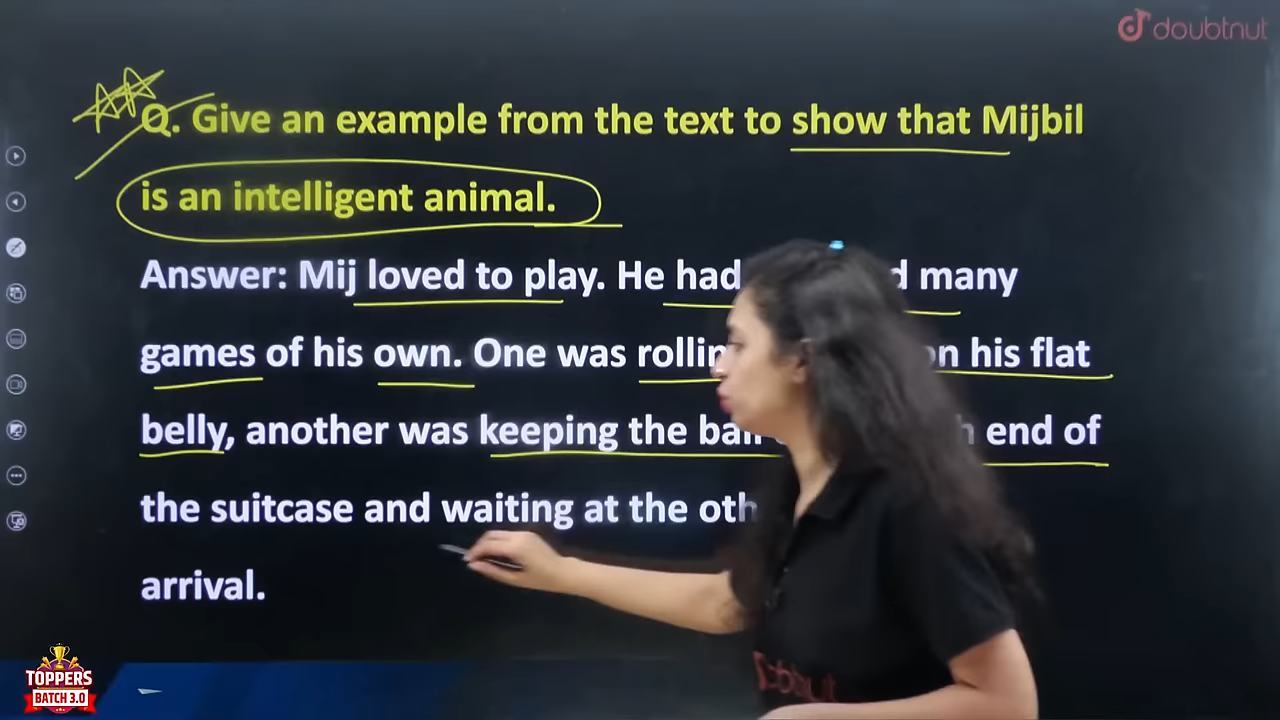 doubtnut
Q. Give an example from the text to show that Mijbil
is an intelligent animal.
Answer: Mij loved to play. He had many
games of his own. One was on his flat
belly, another was keeping the end of
the suitcase and waiting at the
arrival.
TOPPERS
BATCH 3.0